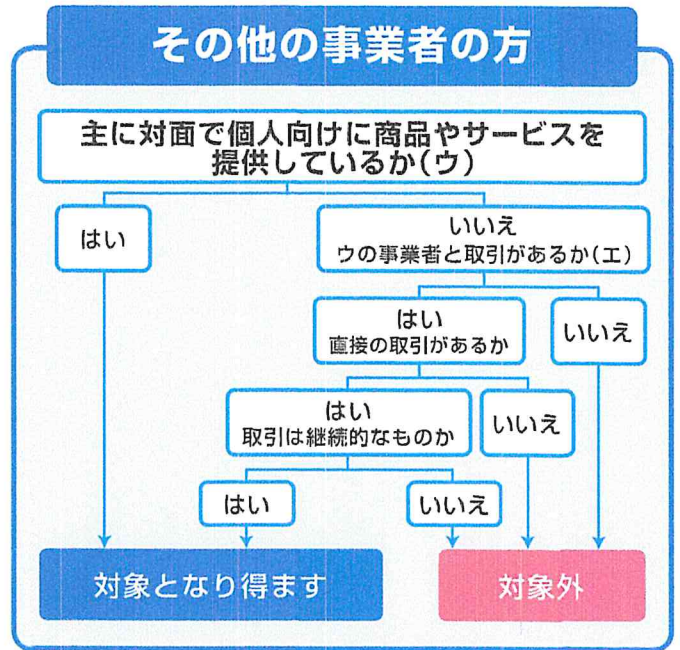 その他の事業者の方
主に対面で個人向けに商品やサービスを
提供しているか(ウ)
はい
いいえ
ウの事業者と取引があるか(エ)
はい
直接の取引があるか
いいえ
はい
取引は継続的なものか
いいえ
はい
いいえ
対象となり得ます
対象外